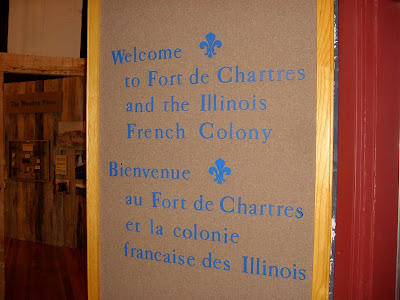 Welcome
to Fort de Chartres
and the Illinois
French Colony
Bienvenue
au Fort de Chartres
et la colonie
francaise des Illinois